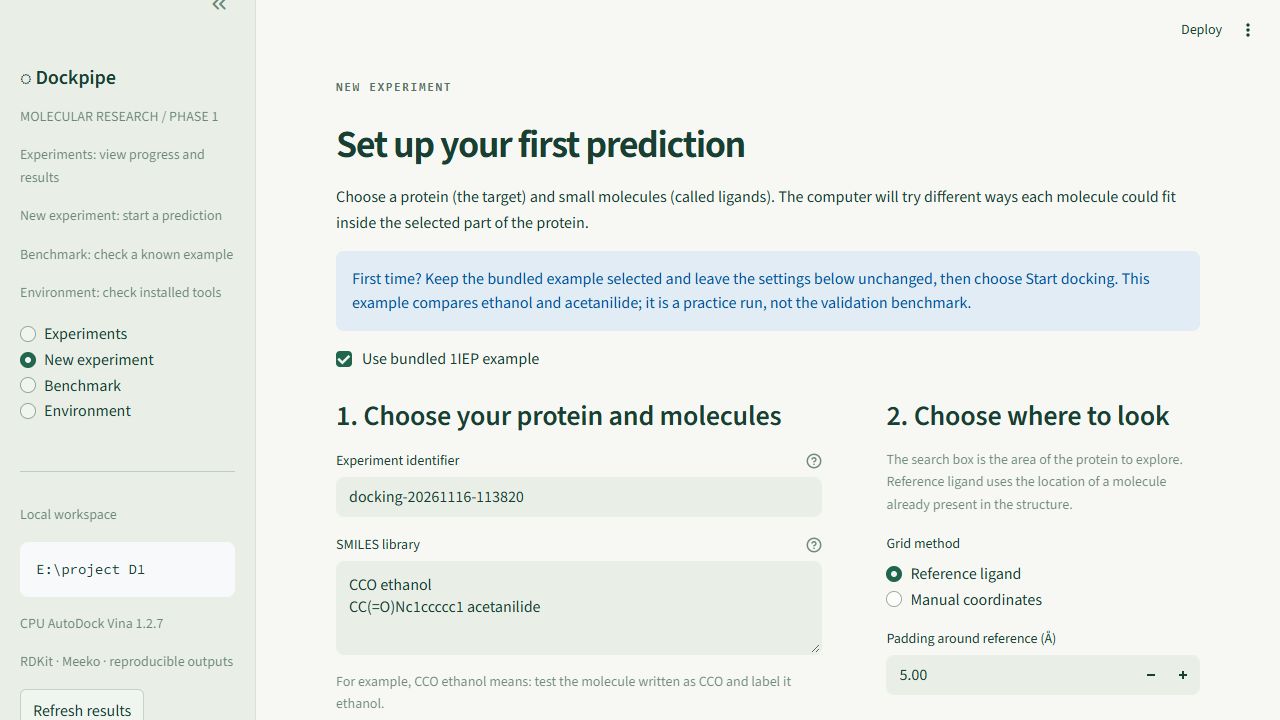 Dockpipe
MOLECULAR RESEARCH / PHASE 1
Experiments: view progress and
results
New experiment: start a prediction
Benchmark: check a known example
Environment: check installed tools
Experiments
New experiment
Benchmark
Environment
Local workspace
E:\project D1
CPU AutoDock Vina 1.2.7
RDKit · Meeko · reproducible outputs
Refresh results
Deploy
NEW EXPERIMENT
Set up your first prediction
Choose a protein (the target) and small molecules (called ligands). The computer will try different ways each molecule could fit
inside the selected part of the protein.
First time? Keep the bundled example selected and leave the settings below unchanged, then choose Start docking. This
example compares ethanol and acetanilide; it is a practice run, not the validation benchmark.
Use bundled 1IEP example
1. Choose your protein and molecules
Experiment identifier
docking-20261116-113820
SMILES library
CCO ethanol
CC(=O)Nc1ccccc1 acetanilide
For example, CCO ethanol means: test the molecule written as CCO and label it
ethanol.
2. Choose where to look
The search box is the area of the protein to explore.
Reference ligand uses the location of a molecule
already present in the structure.
Grid method
Reference ligand
Manual coordinates
Padding around reference (Å)
5.00